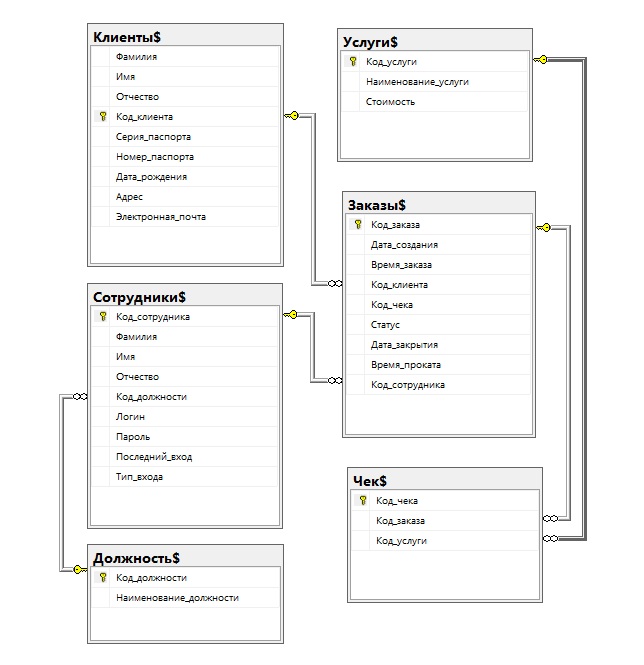 Клиенты$
Фамилия
Имя
Отчество
Код_клиента
Серия_паспорта
Номер_паспорта
Дата_рождения
Адрес
Электронная_почта
Услуги$
Код_услуги
Наименование_услуги
Стоимость
Заказы$
Код_заказа
Дата_создания
Время_заказа
Код_клиента
Код_чека
Статус
Дата_закрытия
Время_проката
Код_сотрудника
Сотрудники$
Код_сотрудника
Фамилия
Имя
Отчество
Код_должности
Логин
Пароль
Последний_вход
Тип_входа
Чек$
Код_чека
Код_заказа
Код_услуги
Должность$
Код_должности
Наименование_должности